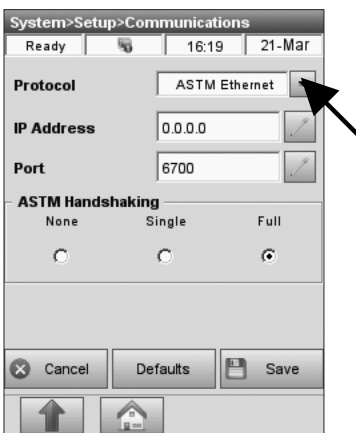 System>Setup>Communications
Ready 16:19 21-Mar
Protocol ASTM Ethernet
IP Address 0.0.0.0
Port 6700
ASTM Handshaking
None Single Full
Cancel Defaults Save